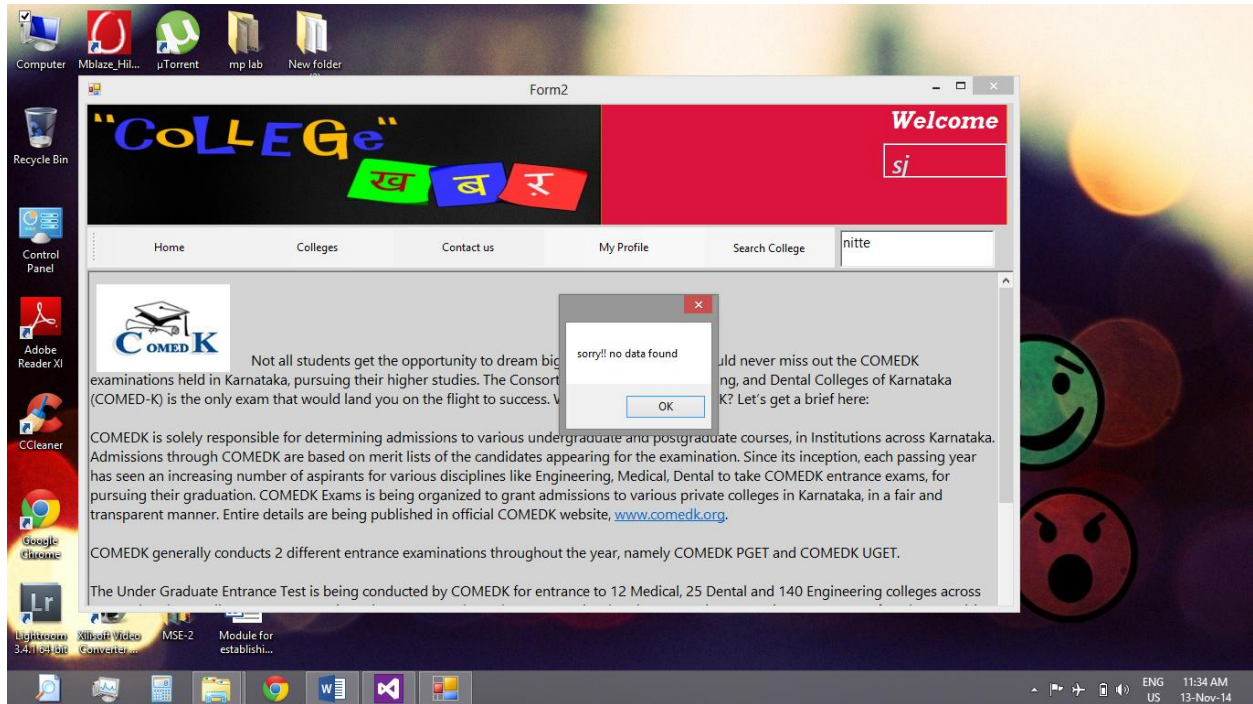 Computer
Mblaze_Hil...
µTorrent
mp lab
New folder
Form2
"CoLLEGe"
ख ब र
Welcome
sj
Recycle Bin
Home
Colleges
Contact us
My Profile
Search College
nitte
Control
Panel
COMEDK
sorry!! no data found
OK
Not all students get the opportunity to dream big
uld never miss out the COMEDK
examinations held in Karnataka, pursuing their higher studies. The Consort
ng, and Dental Colleges of Karnataka
(COMED-K) is the only exam that would land you on the flight to success.
K? Let's get a brief here:
Adobe
Reader XI
COMEDK is solely responsible for determining admissions to various undergraduate and postgraduate courses, in Institutions across Karnataka.
Admissions through COMEDK are based on merit lists of the candidates appearing for the examination. Since its inception, each passing year
has seen an increasing number of aspirants for various disciplines like Engineering, Medical, Dental to take COMEDK entrance exams, for
pursuing their graduation. COMEDK Exams is being organized to grant admissions to various private colleges in Karnataka, in a fair and
transparent manner. Entire details are being published in official COMEDK website, www.comedk.org.
CCleaner
COMEDK generally conducts 2 different entrance examinations throughout the year, namely COMEDK PGET and COMEDK UGET.
Google
Chrome
The Under Graduate Entrance Test is being conducted by COMEDK for entrance to 12 Medical, 25 Dental and 140 Engineering colleges across
Lr
Lightroom
3.4.1 64-bit
Xilisoft Video
Converter...
MSE-2
Module for
establishi...
ENG
US
11:34 AM
13-Nov-14